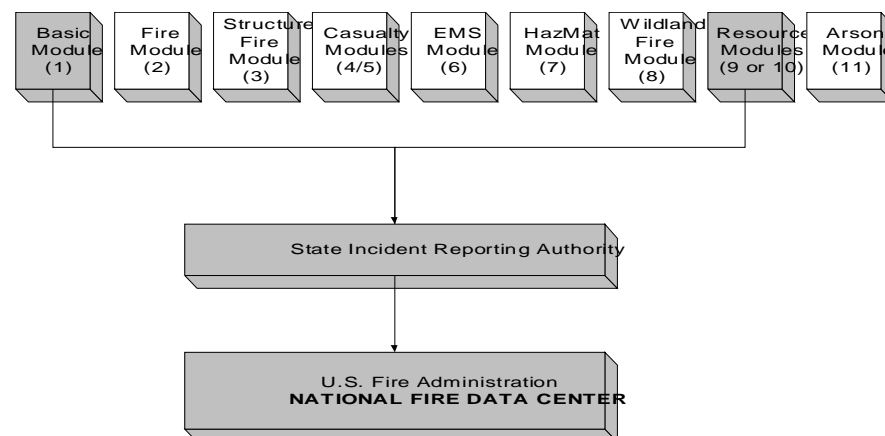 Basic
Module
(1)
Fire
Module
(2)
Structure
Fire
Module
(3)
Casualty
Modules
(4/5)
EMS
Module
(6)
HazMat
Module
(7)
Wildland
Fire
Module
(8)
Resource
Modules
(9 or 10)
Arson
Module
(11)
State Incident Reporting Authority
U.S. Fire Administration
NATIONAL FIRE DATA CENTER